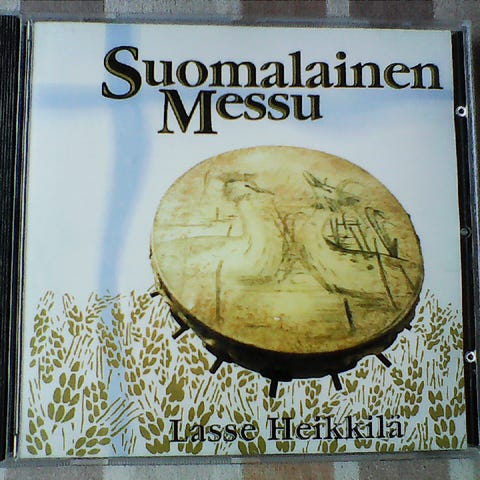 Suomalainen
Messu
Lasse Heikkilä